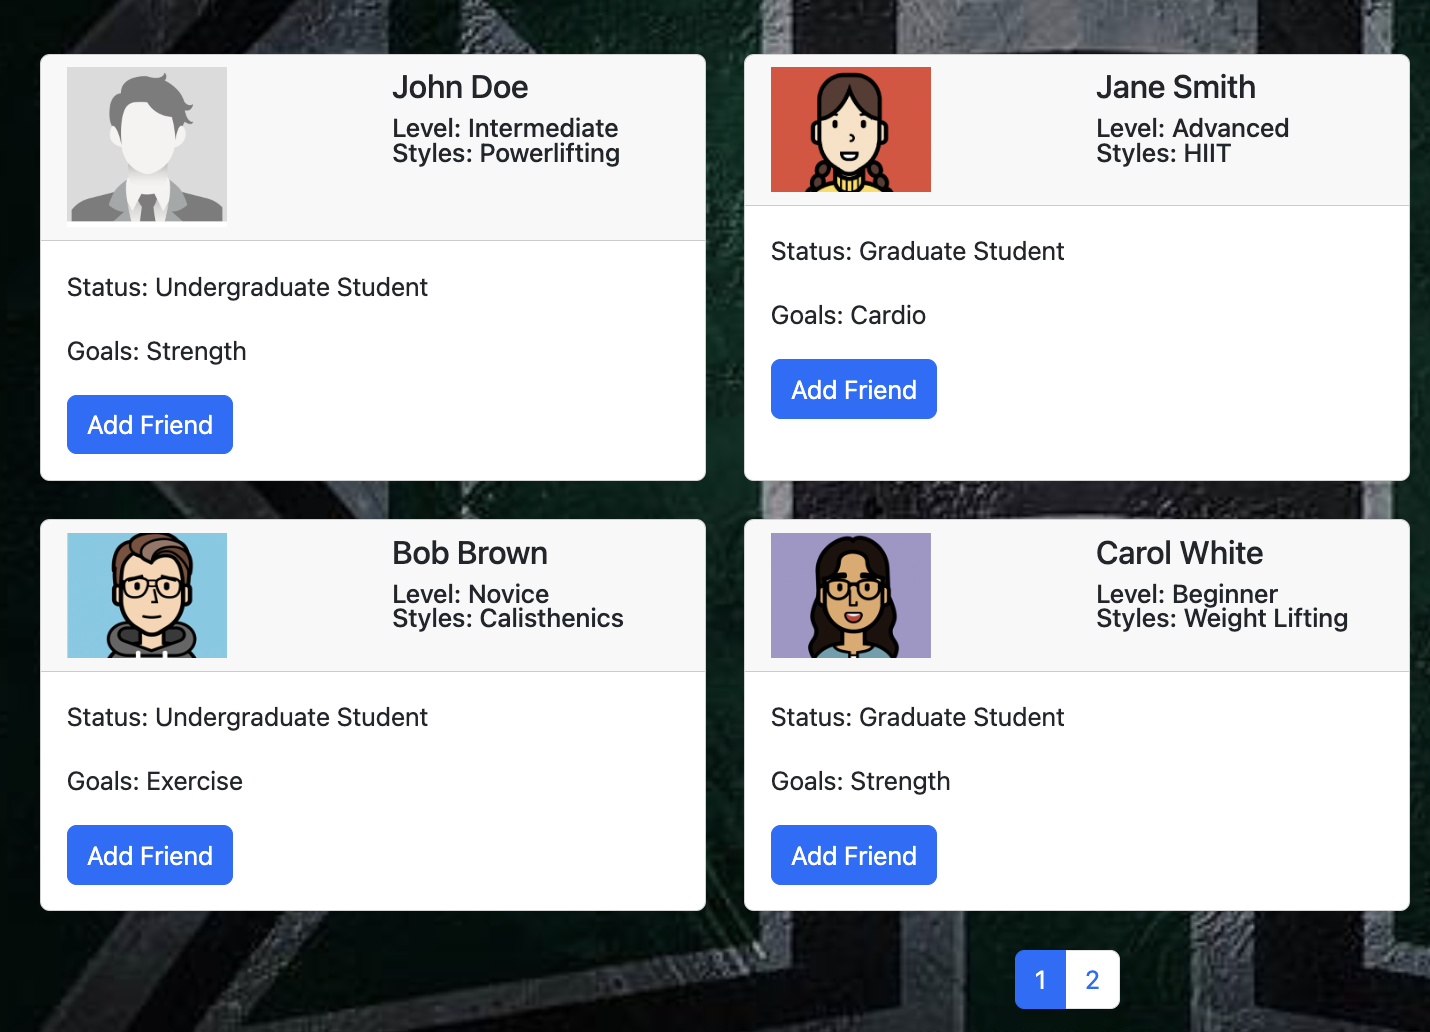 John Doe
Level: Intermediate
Styles: Powerlifting
Status: Undergraduate Student
Goals: Strength
Add Friend
Jane Smith
Level: Advanced
Styles: HIIT
Status: Graduate Student
Goals: Cardio
Add Friend
Bob Brown
Level: Novice
Styles: Calisthenics
Status: Undergraduate Student
Goals: Exercise
Add Friend
Carol White
Level: Beginner
Styles: Weight Lifting
Status: Graduate Student
Goals: Strength
Add Friend
1 2